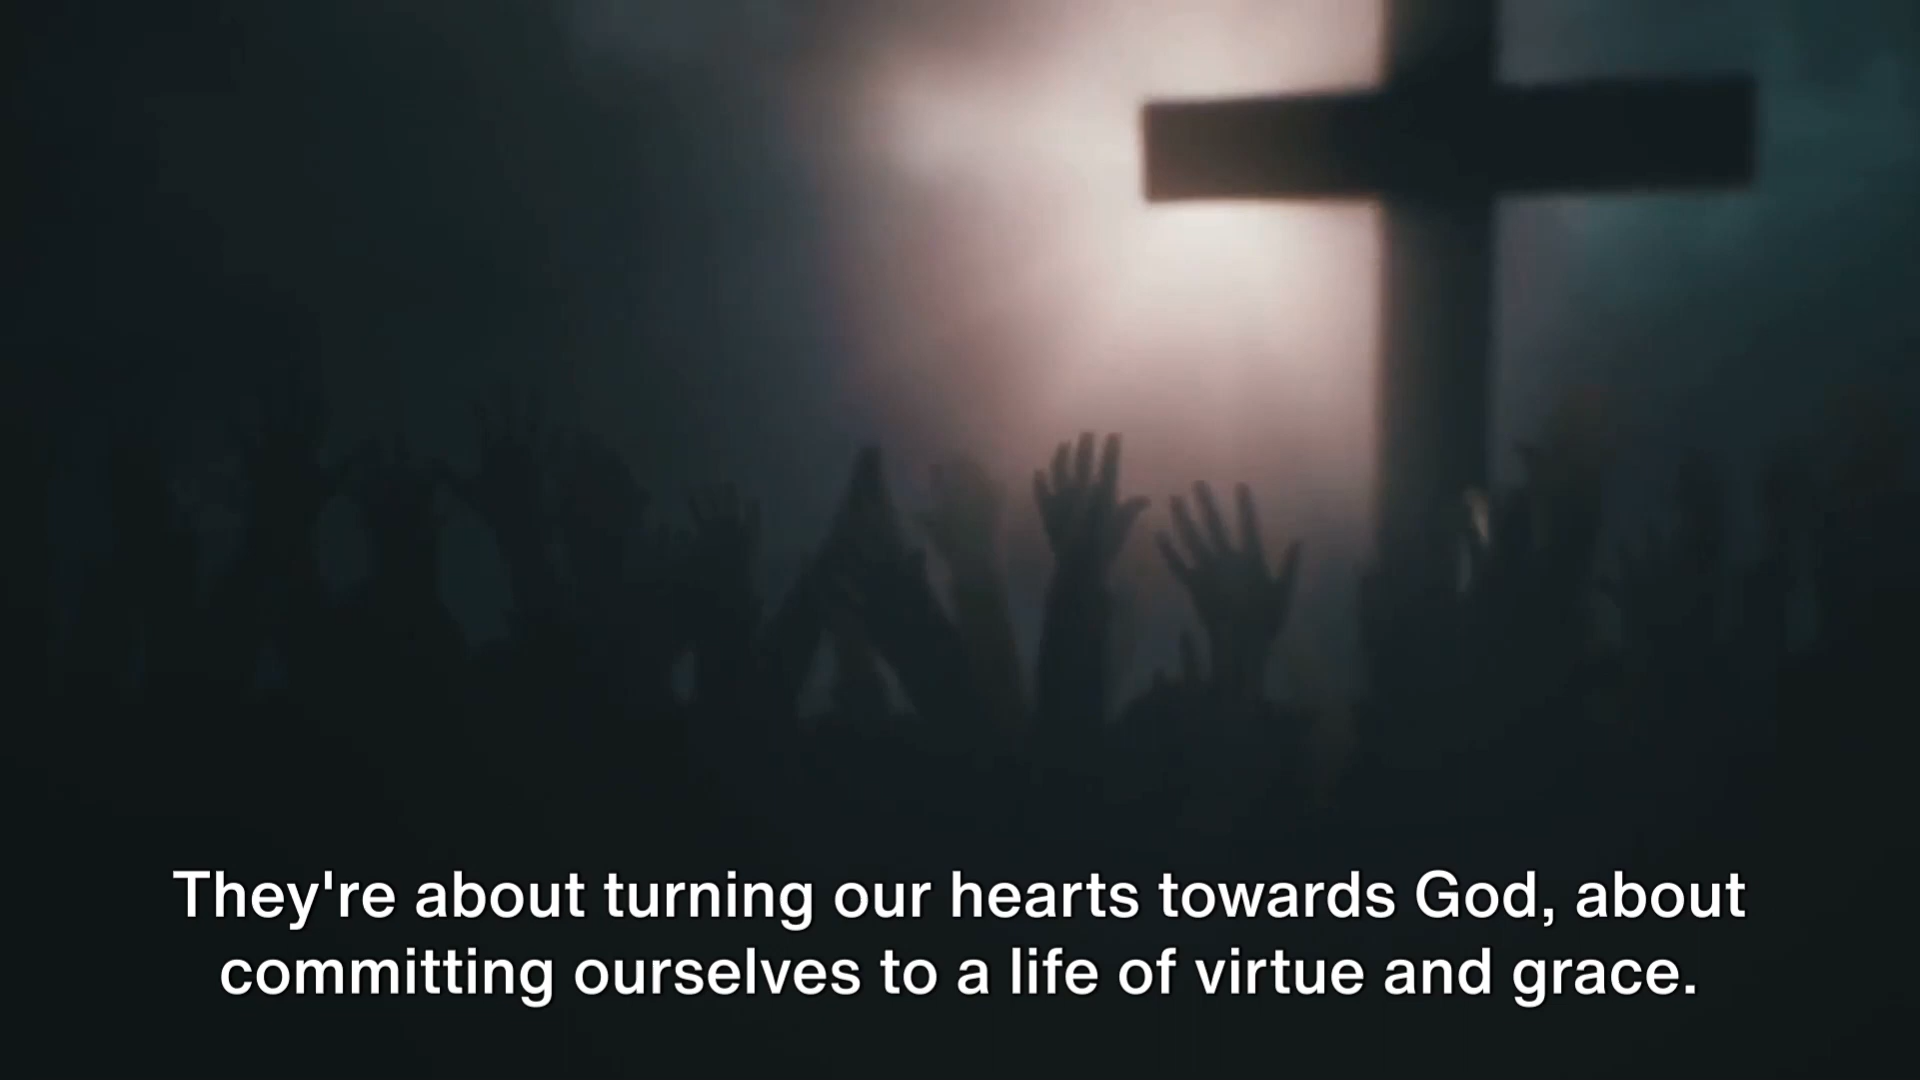 They're about turning our hearts towards God, about
committing ourselves to a life of virtue and grace.